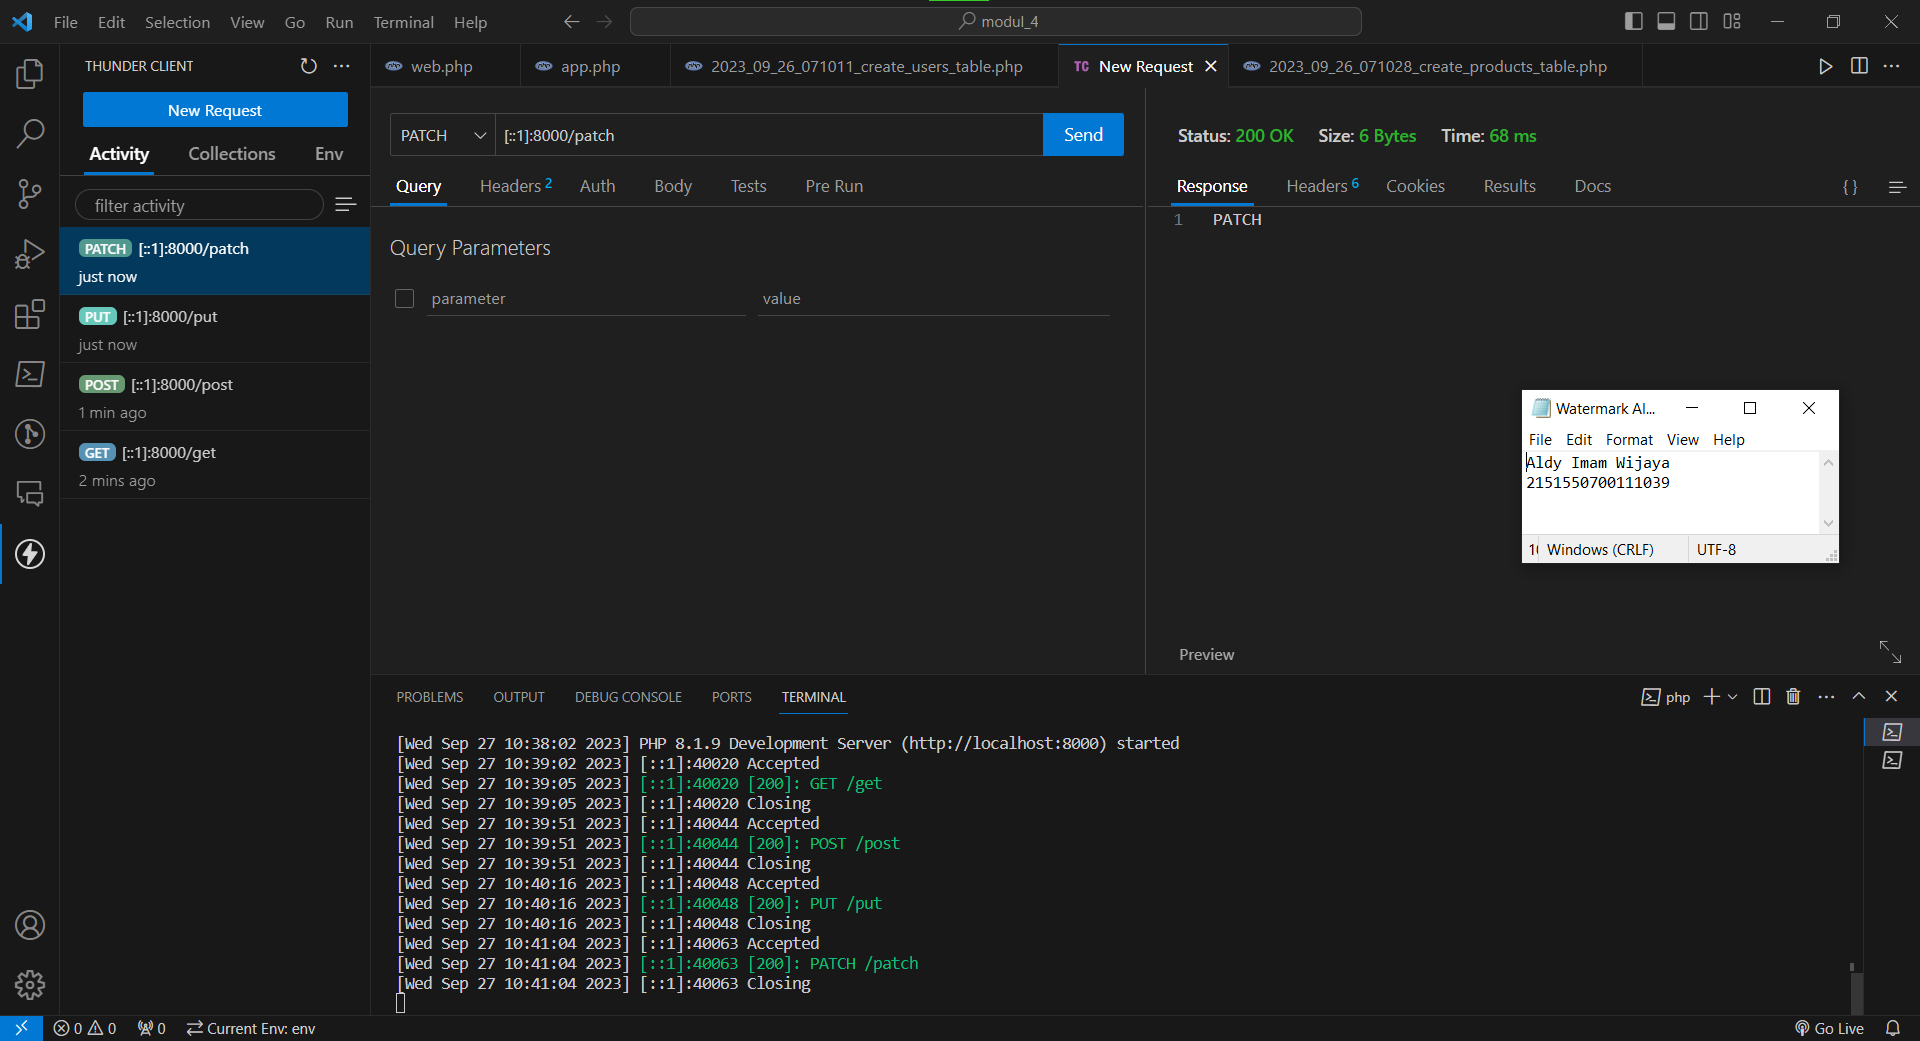 File Edit Selection View Go Run Terminal Help
modul_4
THUNDER CLIENT
New Request
Activity Collections Env
filter activity
PATCH [::1]:8000/patch
just now
PUT [::1]:8000/put
just now
POST [::1]:8000/post
1 min ago
GET [::1]:8000/get
2 mins ago
web.php app.php 2023_09_26_071011_create_users_table.php TC New Request 2023_09_26_071028_create_products_table.php
PATCH [::1]:8000/patch Send
Query Headers 2 Auth Body Tests Pre Run
Query Parameters
parameter value
Status: 200 OK Size: 6 Bytes Time: 68 ms
Response Headers 6 Cookies Results Docs {}
1 PATCH
Preview
Watermark Al...
File Edit Format View Help
Aldy Imam Wijaya
2151550700111039
Windows (CRLF) UTF-8
PROBLEMS OUTPUT DEBUG CONSOLE PORTS TERMINAL
php
[Wed Sep 27 10:38:02 2023] PHP 8.1.9 Development Server (http://localhost:8000) started
[Wed Sep 27 10:39:02 2023] [::1]:40020 Accepted
[Wed Sep 27 10:39:05 2023] [::1]:40020 [200]: GET /get
[Wed Sep 27 10:39:05 2023] [::1]:40020 Closing
[Wed Sep 27 10:39:51 2023] [::1]:40044 Accepted
[Wed Sep 27 10:39:51 2023] [::1]:40044 [200]: POST /post
[Wed Sep 27 10:39:51 2023] [::1]:40044 Closing
[Wed Sep 27 10:40:16 2023] [::1]:40048 Accepted
[Wed Sep 27 10:40:16 2023] [::1]:40048 [200]: PUT /put
[Wed Sep 27 10:40:16 2023] [::1]:40048 Closing
[Wed Sep 27 10:41:04 2023] [::1]:40063 Accepted
[Wed Sep 27 10:41:04 2023] [::1]:40063 [200]: PATCH /patch
[Wed Sep 27 10:41:04 2023] [::1]:40063 Closing
0 0 0 Current Env: env Go Live